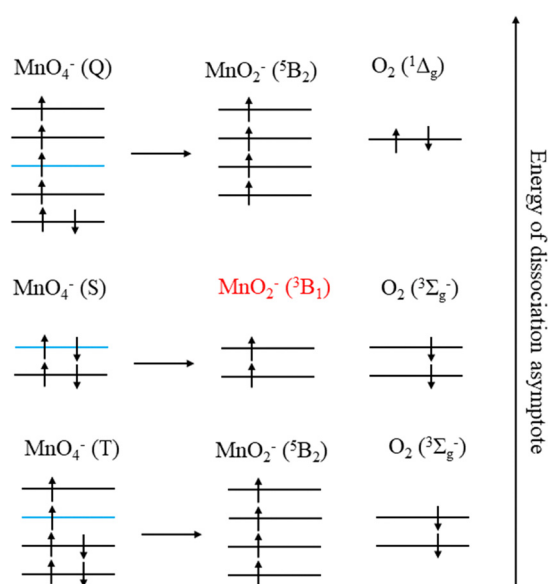 MnO₄⁻ (Q) MnO₂⁻ (⁵B₂) O₂ (¹Δg)
MnO₄⁻ (S) MnO₂⁻ (³B₁) O₂ (³Σg⁻)
MnO₄⁻ (T) MnO₂⁻ (⁵B₂) O₂ (³Σg⁻)
Energy of dissociation asymptote